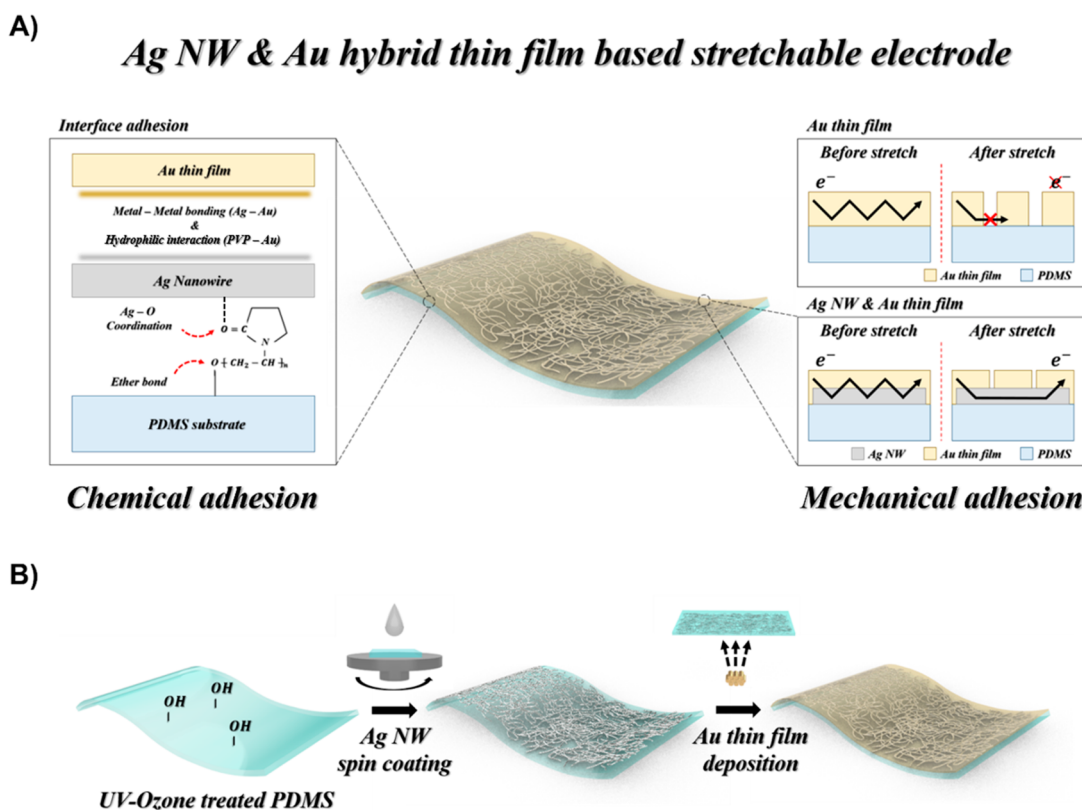 A)
Ag NW & Au hybrid thin film based stretchable electrode
Interface adhesion
Au thin film
Metal – Metal bonding (Ag – Au)
&
Hydrophilic interaction (PVP – Au)
Ag Nanowire
Ag – O
Coordination
O = C
N
O ( CH₂ – CH )n
Ether bond
PDMS substrate
Chemical adhesion
Au thin film
Before stretch
After stretch
e⁻
e⁻
Au thin film
PDMS
Ag NW & Au thin film
Before stretch
After stretch
e⁻
e⁻
Ag NW
Au thin film
PDMS
Mechanical adhesion
B)
OH
OH
OH
UV-Ozone treated PDMS
Ag NW
spin coating
Au thin film
deposition